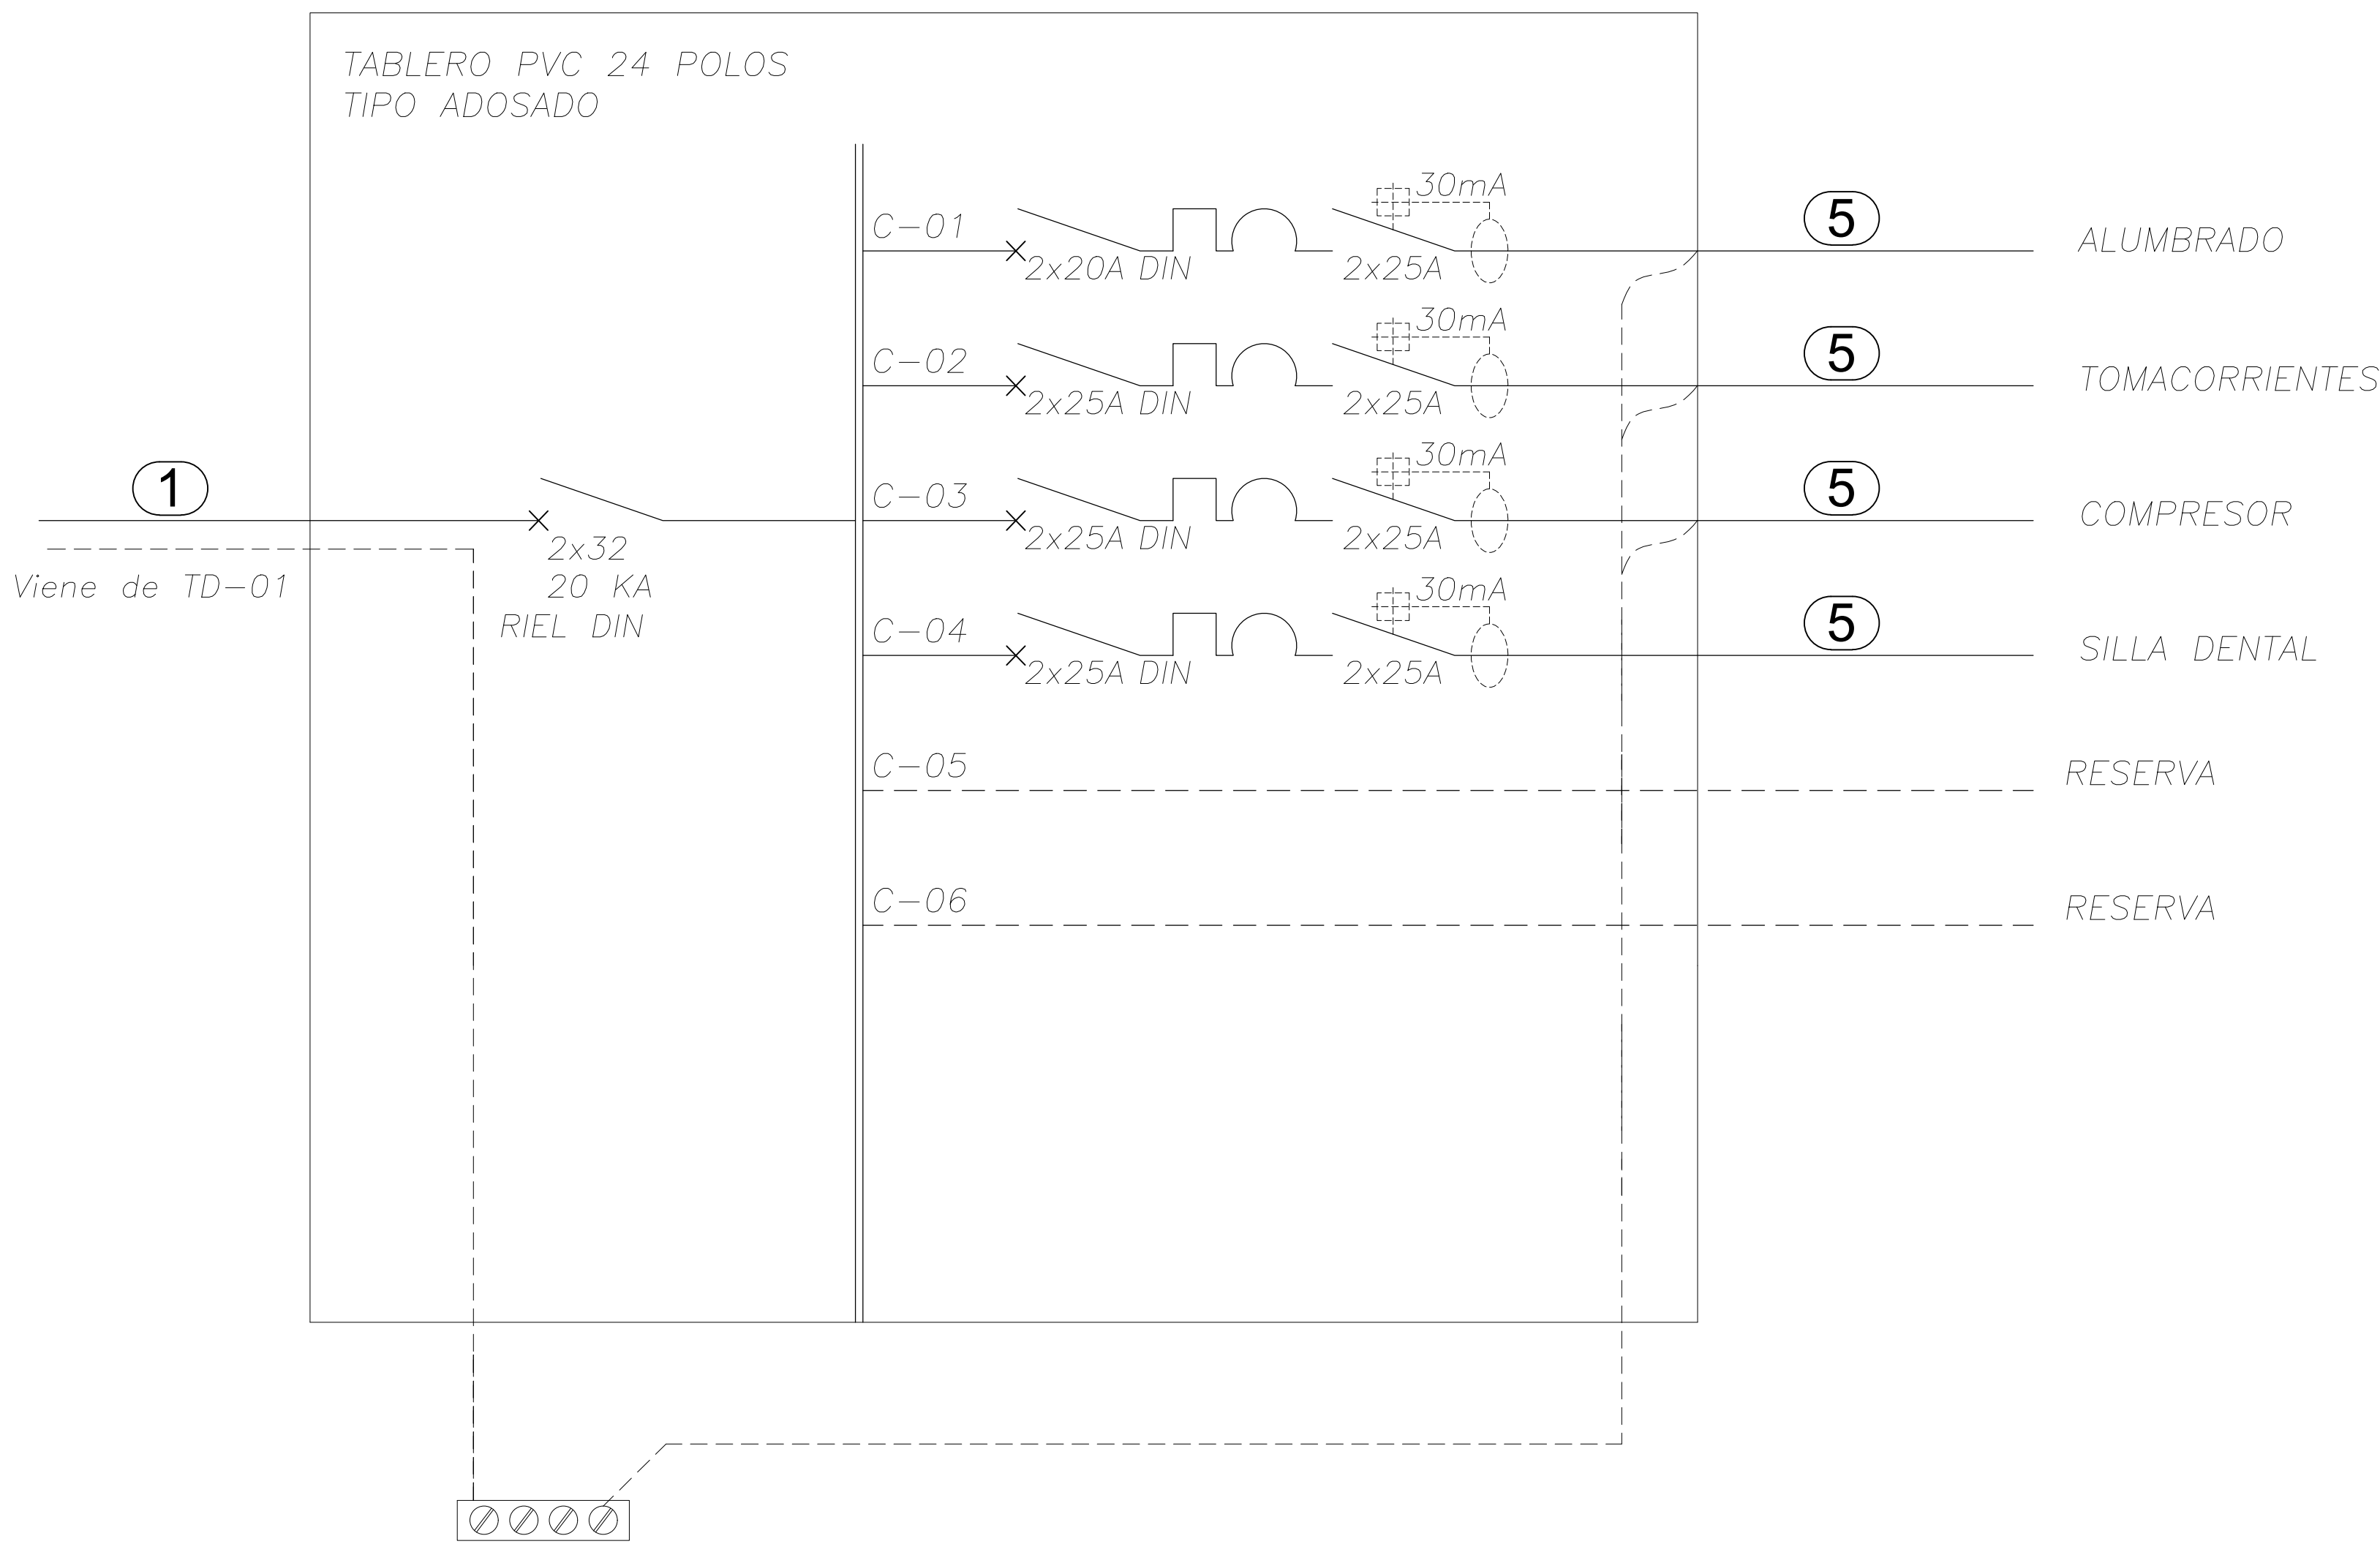 TABLERO PVC 24 POLOS
TIPO ADOSADO
C-01
2x20A DIN
30mA
2x25A
5
ALUMBRADO
C-02
2x25A DIN
30mA
2x25A
5
TOMACORRIENTES
1
Viene de TD-01
2x32
20 KA
RIEL DIN
C-03
2x25A DIN
30mA
2x25A
5
COMPRESOR
C-04
2x25A DIN
30mA
2x25A
5
SILLA DENTAL
C-05
RESERVA
C-06
RESERVA